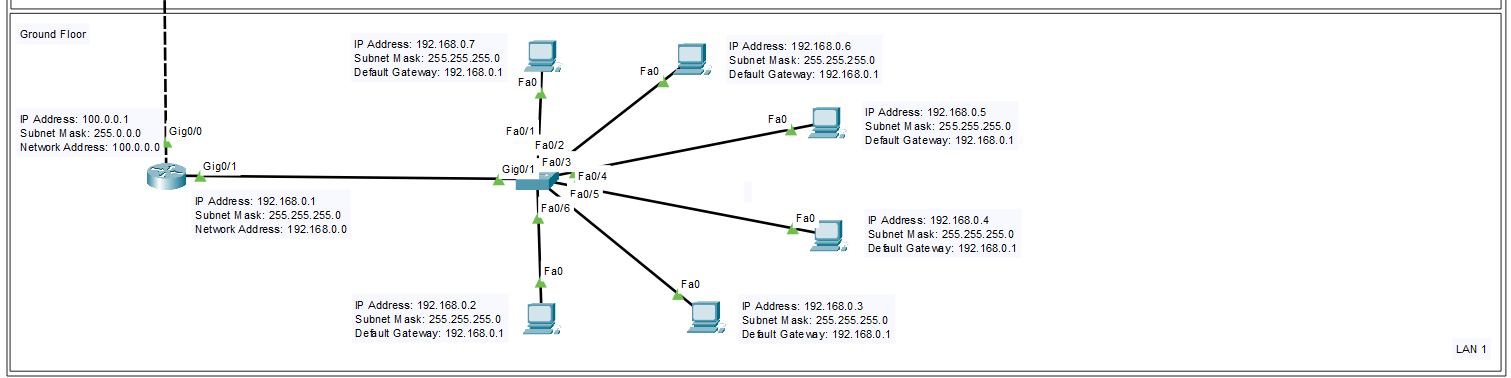 Ground Floor
IP Address: 192.168.0.7
Subnet Mask: 255.255.255.0
Default Gateway: 192.168.0.1
Fa0
IP Address: 192.168.0.6
Subnet Mask: 255.255.255.0
Default Gateway: 192.168.0.1
Fa0
IP Address: 192.168.0.5
Subnet Mask: 255.255.255.0
Default Gateway: 192.168.0.1
Fa0
IP Address: 100.0.0.1
Subnet Mask: 255.0.0.0
Network Address: 100.0.0.0
Gig0/0
Gig0/1
IP Address: 192.168.0.1
Subnet Mask: 255.255.255.0
Network Address: 192.168.0.0
Fa0/1
Fa0/2
Fa0/3
Gig0/1
Fa0/4
Fa0/5
Fa0/6
Fa0
IP Address: 192.168.0.4
Subnet Mask: 255.255.255.0
Default Gateway: 192.168.0.1
Fa0
IP Address: 192.168.0.2
Subnet Mask: 255.255.255.0
Default Gateway: 192.168.0.1
Fa0
IP Address: 192.168.0.3
Subnet Mask: 255.255.255.0
Default Gateway: 192.168.0.1
LAN 1